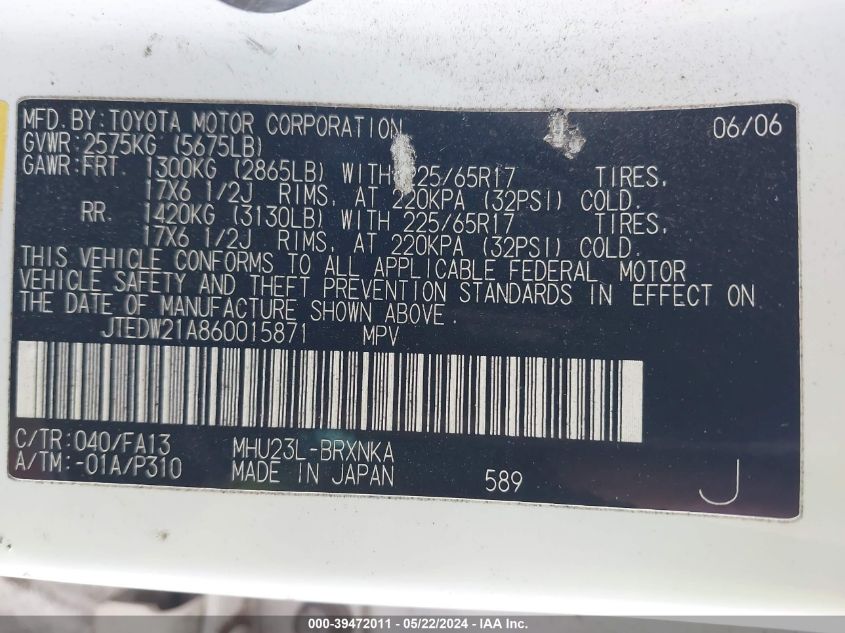 MFD. BY: TOYOTA MOTOR CORPORATION 06/06
GVWR: 2575KG (5675LB)
GAWR: FRT. 1300KG (2865LB) WITH 225/65R17 TIRES,
17X6 1/2J RIMS, AT 220KPA (32PSI) COLD.
RR. 1420KG (3130LB) WITH 225/65R17 TIRES,
17X6 1/2J RIMS, AT 220KPA (32PSI) COLD.
THIS VEHICLE CONFORMS TO ALL APPLICABLE FEDERAL MOTOR
VEHICLE SAFETY AND THEFT PREVENTION STANDARDS IN EFFECT ON
THE DATE OF MANUFACTURE SHOWN ABOVE.
JTEDW21A860015871 MPV
C/TR: 040/FA13 MHU23L-BRXNKA
A/TM: -01A/P310 MADE IN JAPAN 589 J
000-39472011 - 05/22/2024 - IAA Inc.